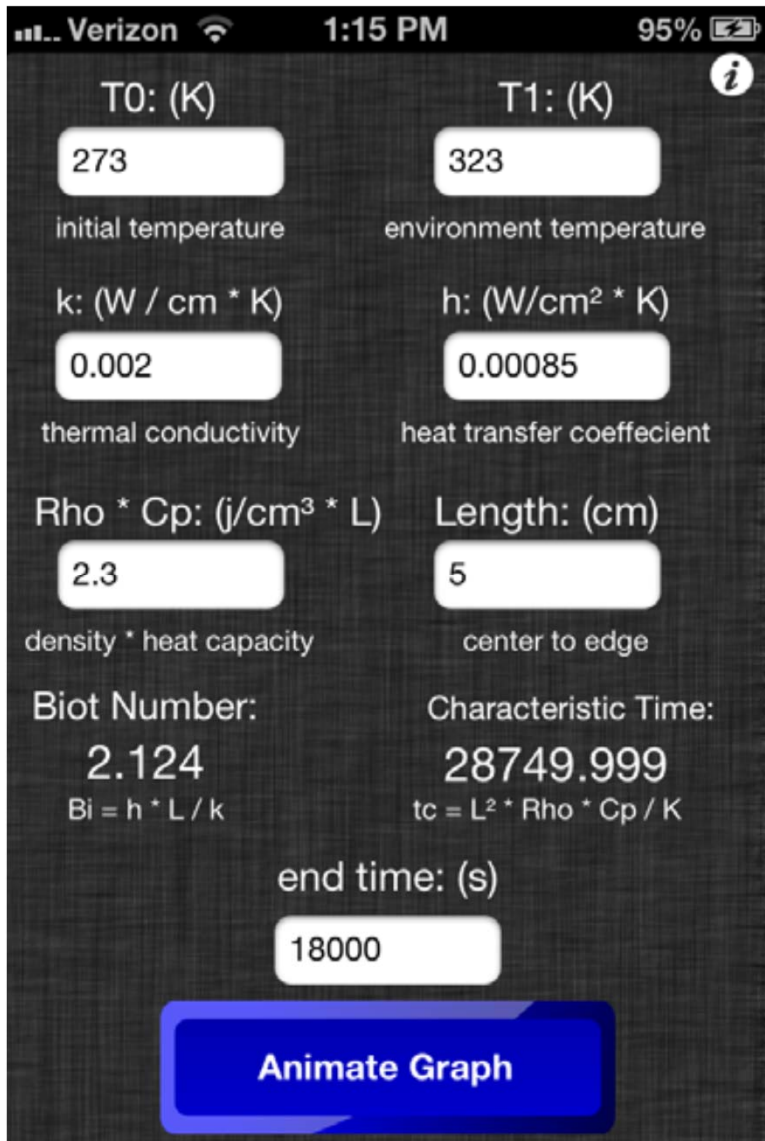 Verizon 1:15 PM 95%
T0: (K) T1: (K)
273 323
initial temperature environment temperature
k: (W / cm * K) h: (W/cm² * K)
0.002 0.00085
thermal conductivity heat transfer coeffecient
Rho * Cp: (j/cm³ * L) Length: (cm)
2.3 5
density * heat capacity center to edge
Biot Number: Characteristic Time:
2.124 28749.999
Bi = h * L / k tc = L² * Rho * Cp / K
end time: (s)
18000
Animate Graph